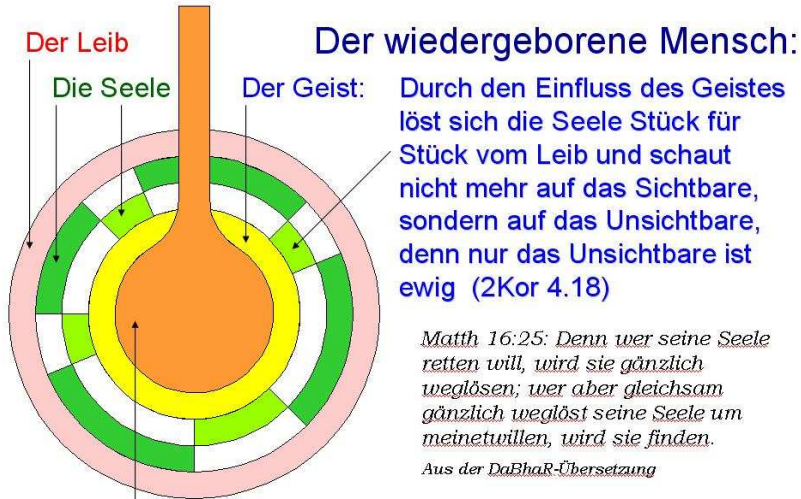 Der wiedergeborene Mensch:
Der Leib
Die Seele
Der Geist:
Durch den Einfluss des Geistes
löst sich die Seele Stück für
Stück vom Leib und schaut
nicht mehr auf das Sichtbare,
sondern auf das Unsichtbare,
denn nur das Unsichtbare ist
ewig (2Kor 4.18)
Matth 16:25: Denn wer seine Seele
retten will, wird sie gänzlich
weglösen; wer aber gleichsam
gänzlich weglöst seine Seele um
meinetwillen, wird sie finden.
Aus der DaBhaR-Übersetzung